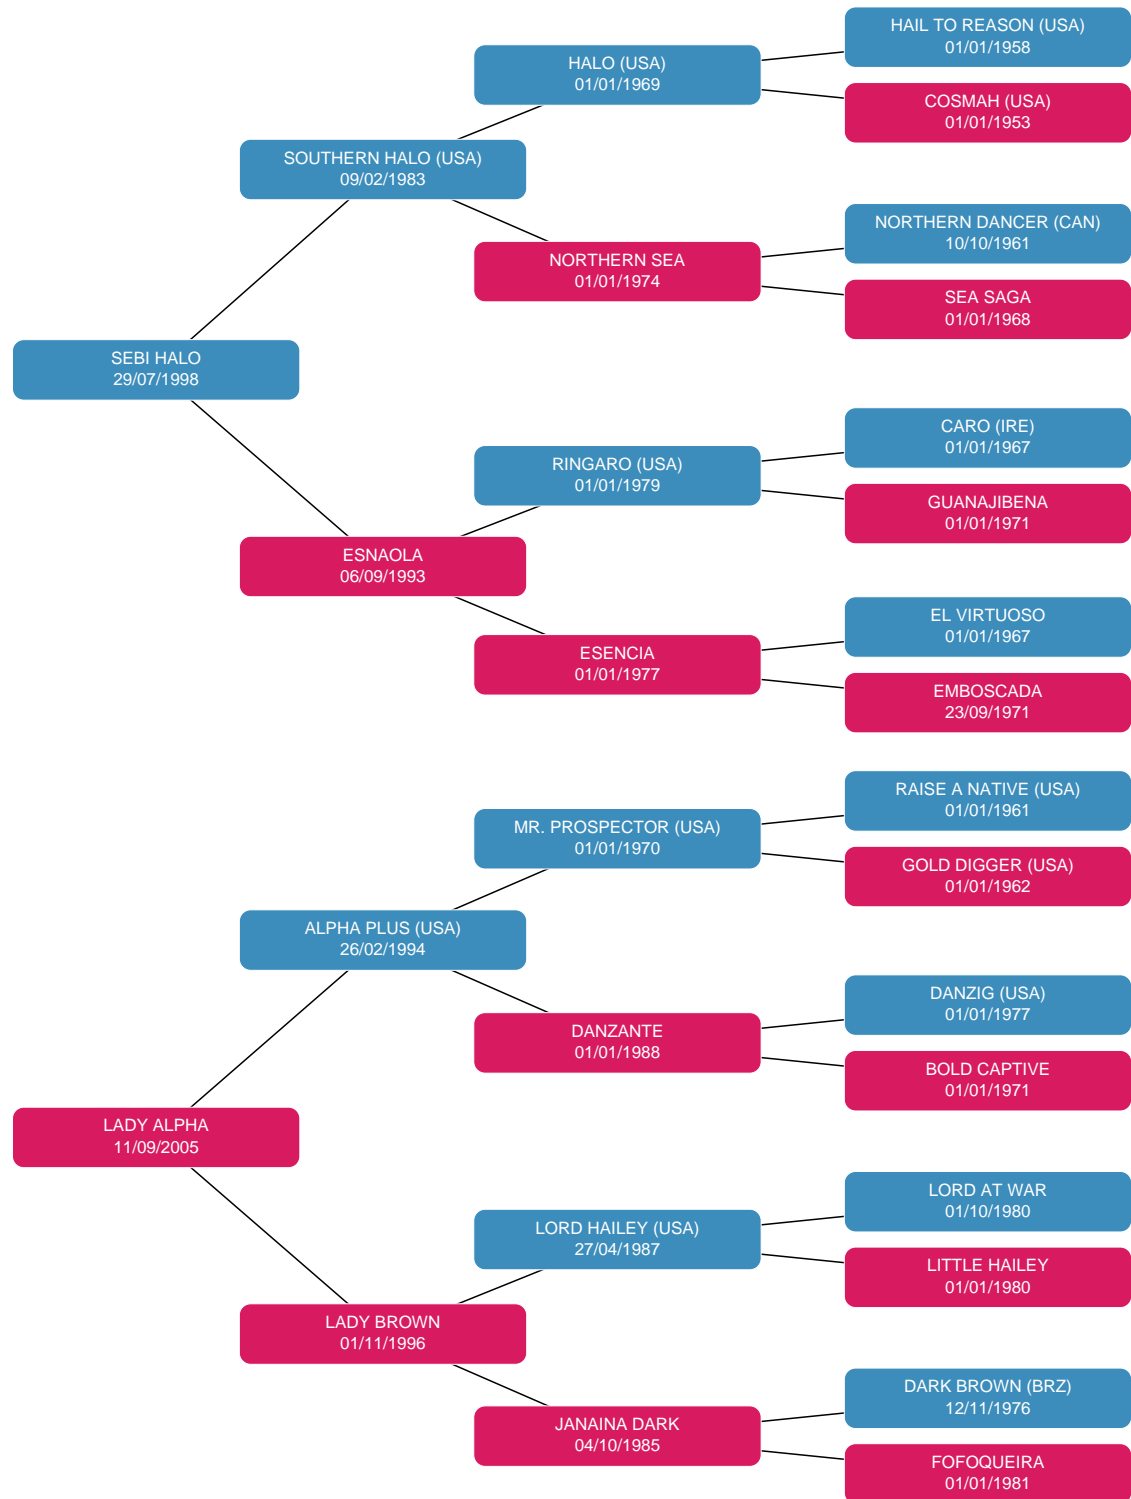 HAIL TO REASON (USA)
01/01/1958
HALO (USA)
01/01/1969
COSMAH (USA)
01/01/1953
SOUTHERN HALO (USA)
09/02/1983
NORTHERN DANCER (CAN)
10/10/1961
NORTHERN SEA
01/01/1974
SEA SAGA
01/01/1968
SEBI HALO
29/07/1998
CARO (IRE)
01/01/1967
RINGARO (USA)
01/01/1979
GUANAJIBENA
01/01/1971
ESNAOLA
06/09/1993
EL VIRTUOSO
01/01/1967
ESENCIA
01/01/1977
EMBOSCADA
23/09/1971
RAISE A NATIVE (USA)
01/01/1961
MR. PROSPECTOR (USA)
01/01/1970
GOLD DIGGER (USA)
01/01/1962
ALPHA PLUS (USA)
26/02/1994
DANZIG (USA)
01/01/1977
DANZANTE
01/01/1988
BOLD CAPTIVE
01/01/1971
LADY ALPHA
11/09/2005
LORD AT WAR
01/10/1980
LORD HAILEY (USA)
27/04/1987
LITTLE HAILEY
01/01/1980
LADY BROWN
01/11/1996
DARK BROWN (BRZ)
12/11/1976
JANAINA DARK
04/10/1985
FOFOQUEIRA
01/01/1981